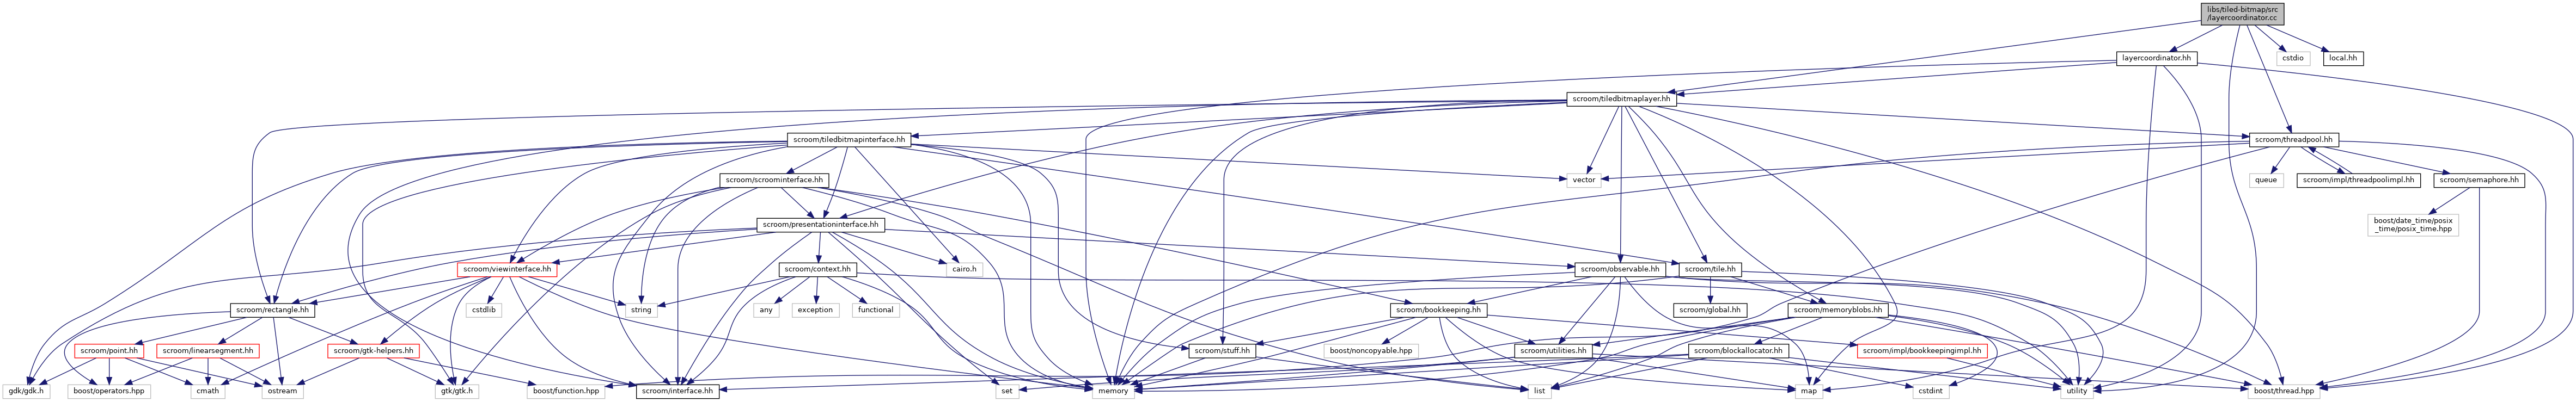 libs/tiled-bitmap/src
/layercoordinator.cc
layercoordinator.hh
cstdio
local.hh
scroom/tiledbitmaplayer.hh
scroom/tiledbitmapinterface.hh
scroom/threadpool.hh
scroom/scroominterface.hh
vector
queue
scroom/impl/threadpoolimpl.hh
scroom/semaphore.hh
scroom/presentationinterface.hh
boost/date_time/posix
_time/posix_time.hpp
scroom/viewinterface.hh
scroom/context.hh
cairo.h
scroom/observable.hh
scroom/tile.hh
scroom/rectangle.hh
cstdlib
string
any
exception
functional
scroom/bookkeeping.hh
scroom/global.hh
scroom/memoryblobs.hh
scroom/point.hh
scroom/linearsegment.hh
scroom/gtk-helpers.hh
scroom/stuff.hh
boost/noncopyable.hpp
scroom/utilities.hh
scroom/blockallocator.hh
scroom/impl/bookkeepingimpl.hh
gdk/gdk.h
boost/operators.hpp
cmath
ostream
gtk/gtk.h
boost/function.hpp
scroom/interface.hh
set
memory
list
map
cstdint
utility
boost/thread.hpp